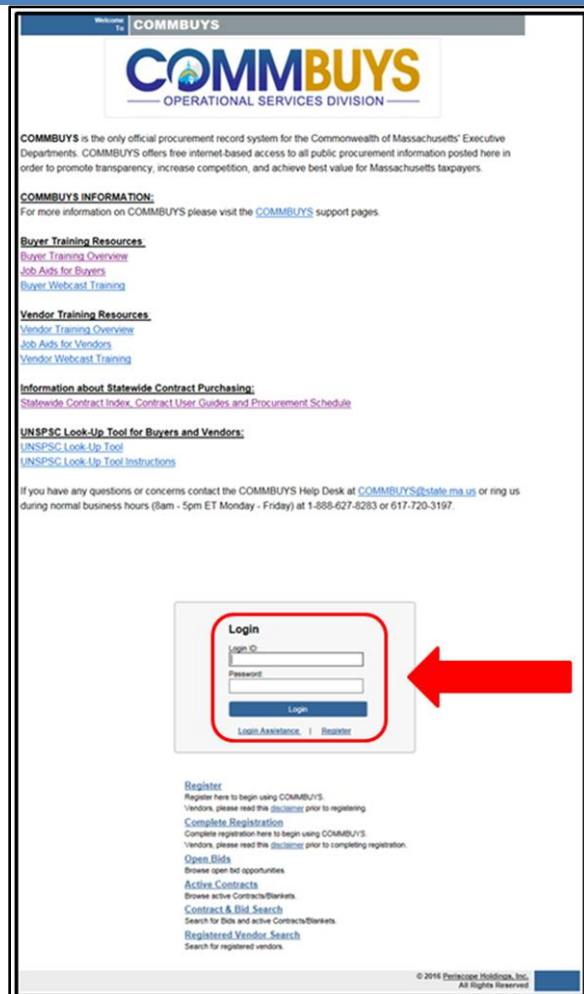 Welcome
To
COMMBUYS
COMMBUYS
OPERATIONAL SERVICES DIVISION
COMMBUYS is the only official procurement record system for the Commonwealth of Massachusetts' Executive
Departments. COMMBUYS offers free internet-based access to all public procurement information posted here in
order to promote transparency, increase competition, and achieve best value for Massachusetts taxpayers.
COMMBUYS INFORMATION:
For more information on COMMBUYS please visit the COMMBUYS support pages.
Buyer Training Resources:
Buyer Training Overview
Job Aids for Buyers
Buyer Webcast Training
Vendor Training Resources:
Vendor Training Overview
Job Aids for Vendors
Vendor Webcast Training
Information about Statewide Contract Purchasing:
Statewide Contract Index, Contract User Guides and Procurement Schedule
UNSPSC Look-Up Tool for Buyers and Vendors:
UNSPSC Look-Up Tool
UNSPSC Look-Up Tool Instructions
If you have any questions or concerns contact the COMMBUYS Help Desk at COMMBUYS@state.ma.us or ring us
during normal business hours (8am - 5pm ET Monday - Friday) at 1-888-627-8283 or 617-720-3197.
Login
Login ID:
Password:
Login
Login Assistance | Register
Register
Register here to begin using COMMBUYS.
Vendors, please read this disclaimer prior to registering.
Complete Registration
Complete registration here to begin using COMMBUYS.
Vendors, please read this disclaimer prior to completing registration.
Open Bids
Browse open bid opportunities.
Active Contracts
Browse active Contracts/Blankets.
Contract & Bid Search
Search for Bids and active Contracts/Blankets.
Registered Vendor Search
Search for registered vendors.
© 2016 Periscope Holdings, Inc.
All Rights Reserved